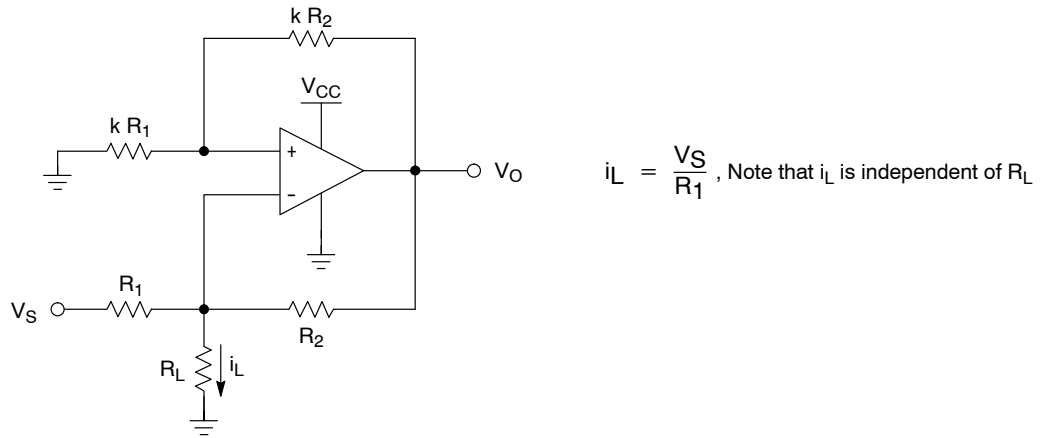 k R2
VCC
k R1
+
VO
iL = VS / R1 , Note that iL is independent of RL
–
R1
VS
R2
RL
iL